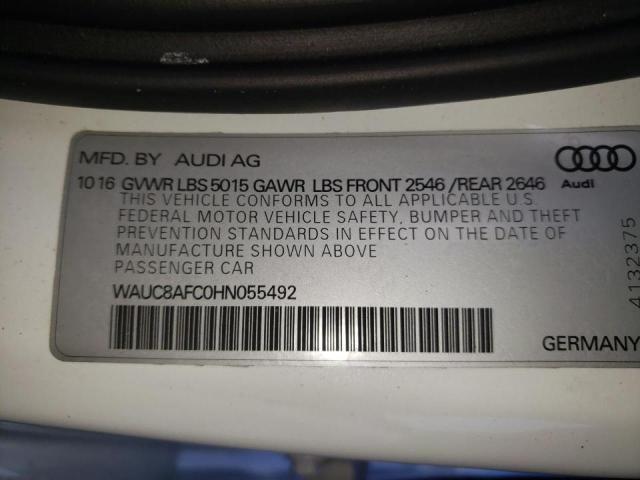 MFD. BY AUDI AG
10 16 GVWR LBS 5015 GAWR LBS FRONT 2546 /REAR 2646
Audi
THIS VEHICLE CONFORMS TO ALL APPLICABLE U.S.
FEDERAL MOTOR VEHICLE SAFETY, BUMPER AND THEFT
PREVENTION STANDARDS IN EFFECT ON THE DATE OF
MANUFACTURE SHOWN ABOVE
PASSENGER CAR
WAUC8AFC0HN055492
GERMANY
4132375